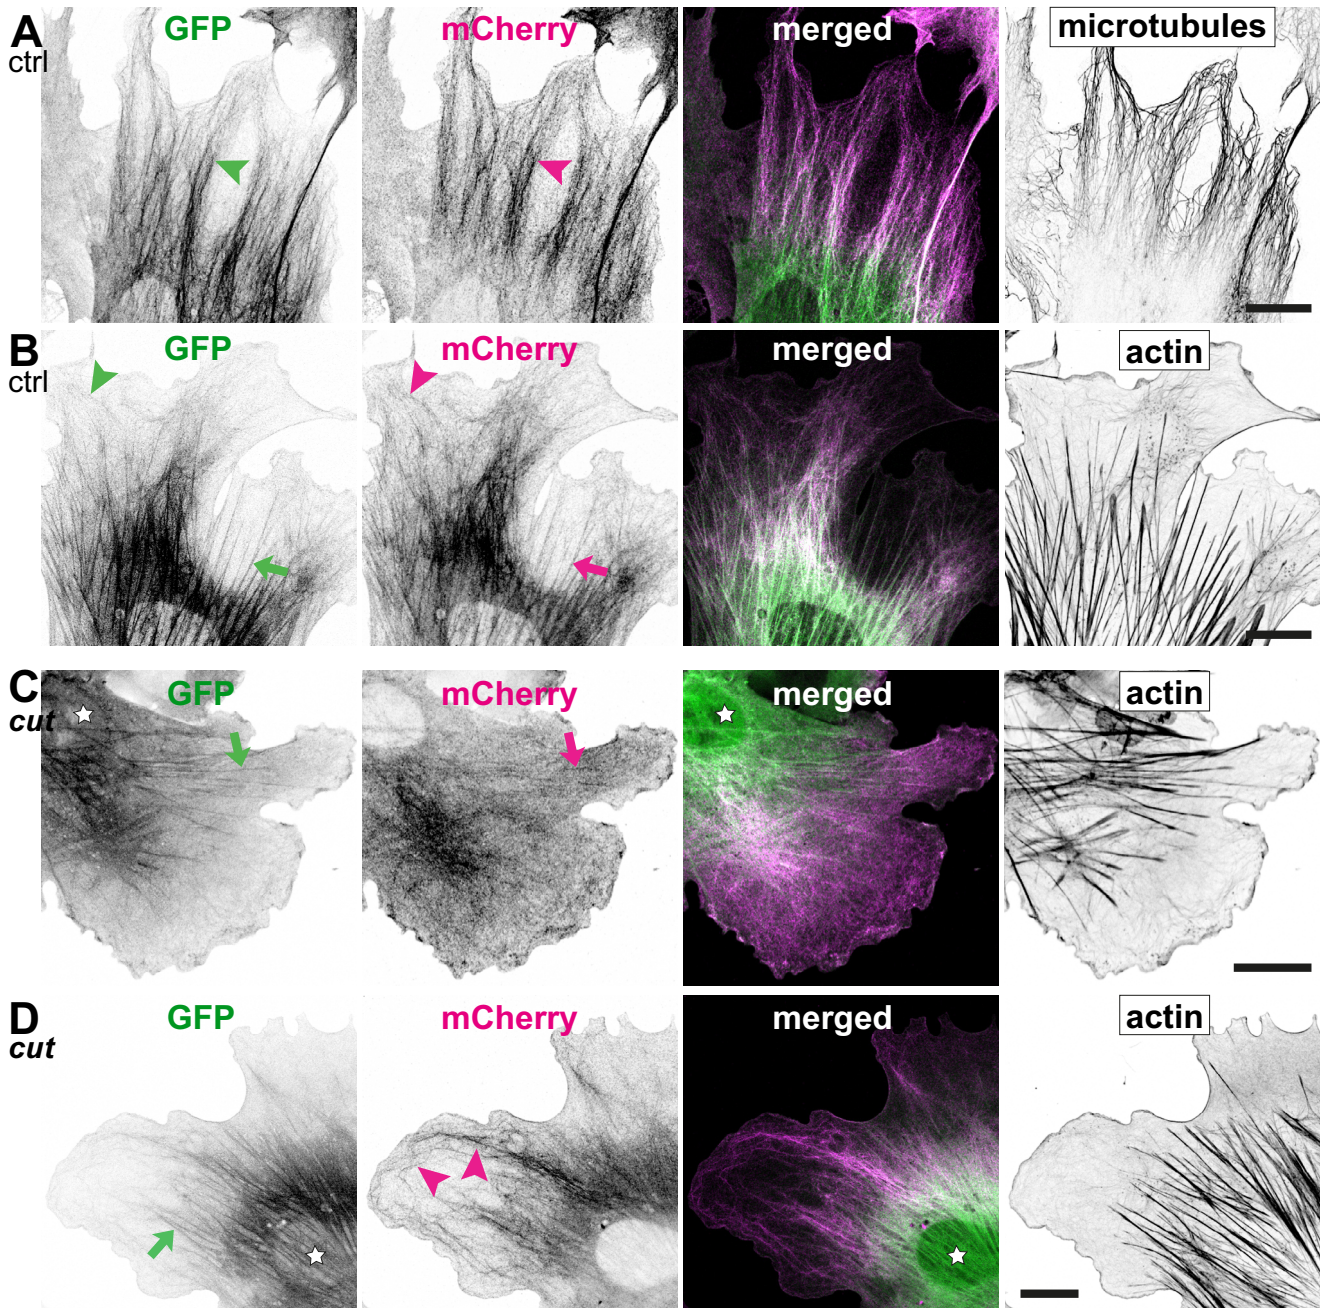 A GFP mCherry merged microtubules
ctrl
B GFP mCherry merged actin
ctrl
C GFP mCherry merged actin
cut
D GFP mCherry merged actin
cut